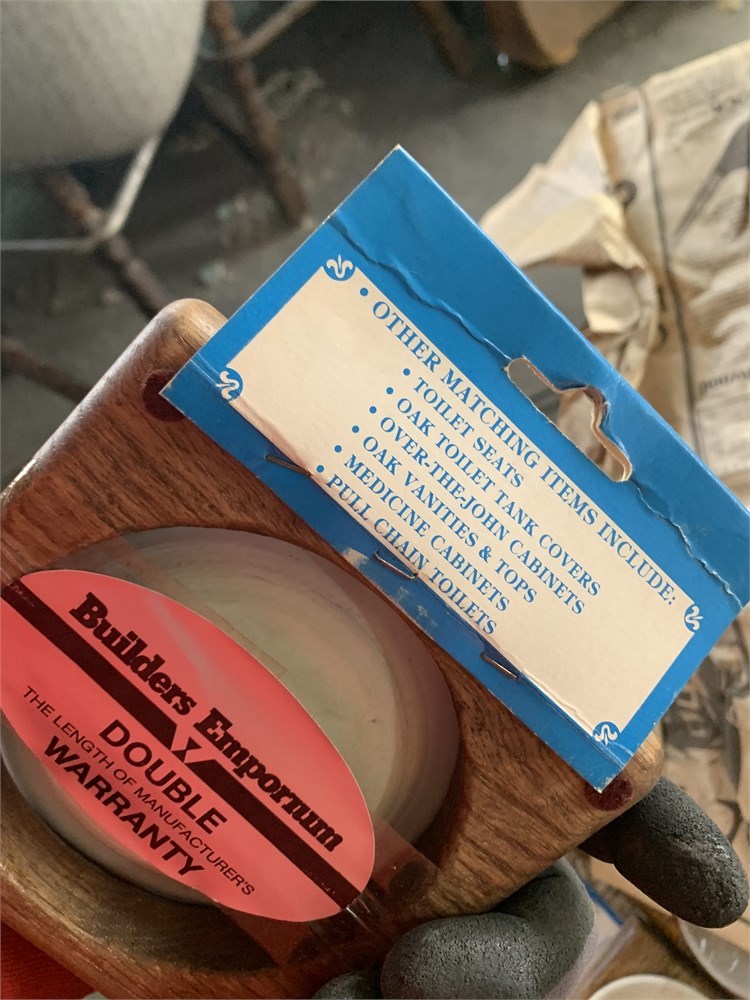 • OTHER MATCHING ITEMS INCLUDE:
• TOILET SEATS
• OAK TOILET TANK COVERS
• OVER-THE-JOHN CABINETS
• OAK VANITIES & TOPS
• MEDICINE CABINETS
• PULL CHAIN TOILETS
Builders Emporium
DOUBLE
THE LENGTH OF MANUFACTURER'S
WARRANTY